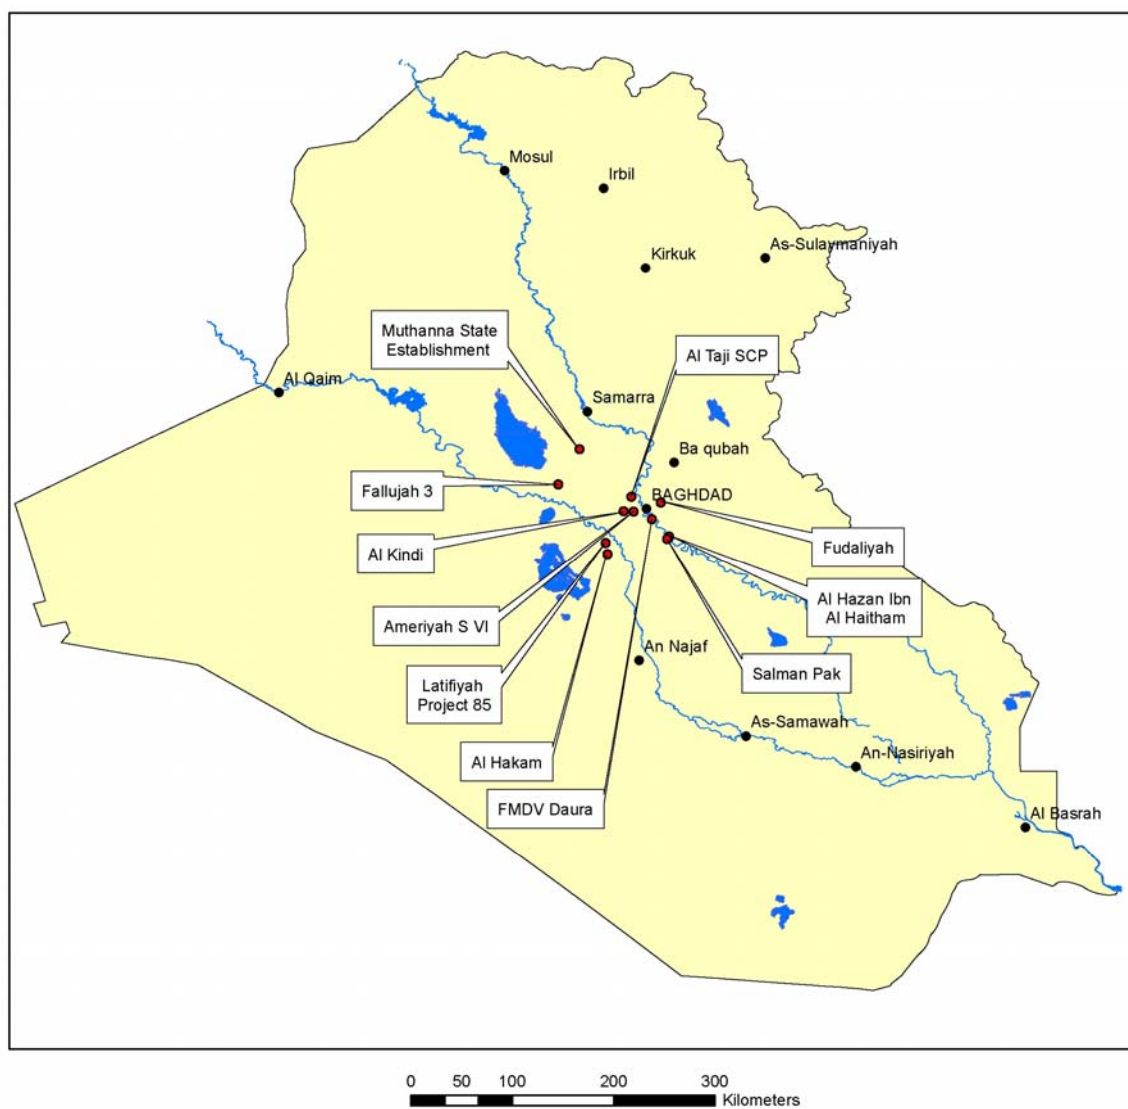 Mosul
Irbil
As-Sulaymaniyah
Kirkuk
Muthanna State
Establishment
Al Taji SCP
Al Qaim
Samarra
Ba qubah
Fallujah 3
BAGHDAD
Al Kindi
Fudaliyah
Al Hazan Ibn
Al Haitham
Ameriyah S VI
An Najaf
Salman Pak
Latifiyah
Project 85
As-Samawah
Al Hakam
An-Nasiriyah
FMDV Daura
Al Basrah
0 50 100 200 300
Kilometers